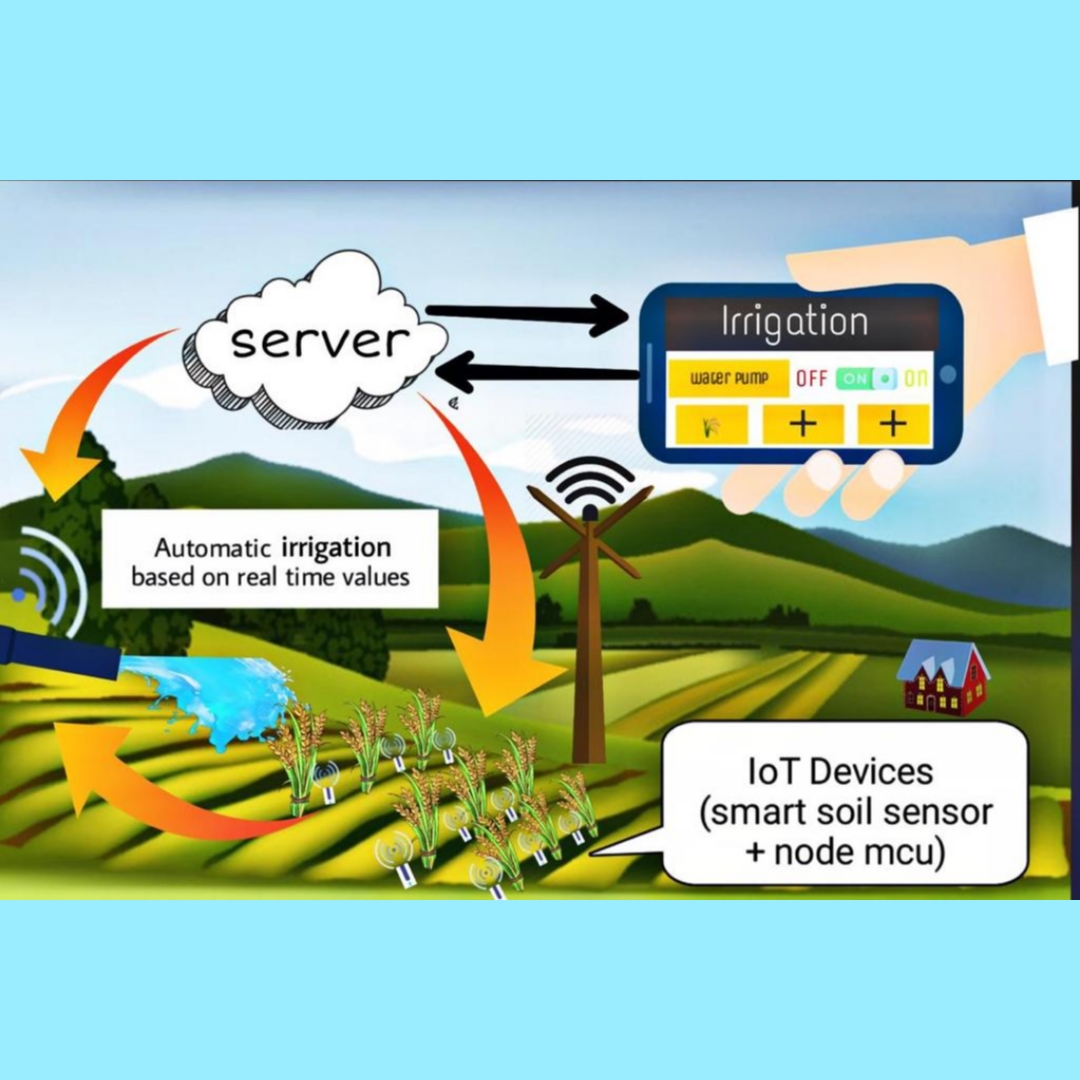 server
Irrigation
water pump OFF ON ON
+ +
Automatic irrigation
based on real time values
IoT Devices
(smart soil sensor
+ node mcu)